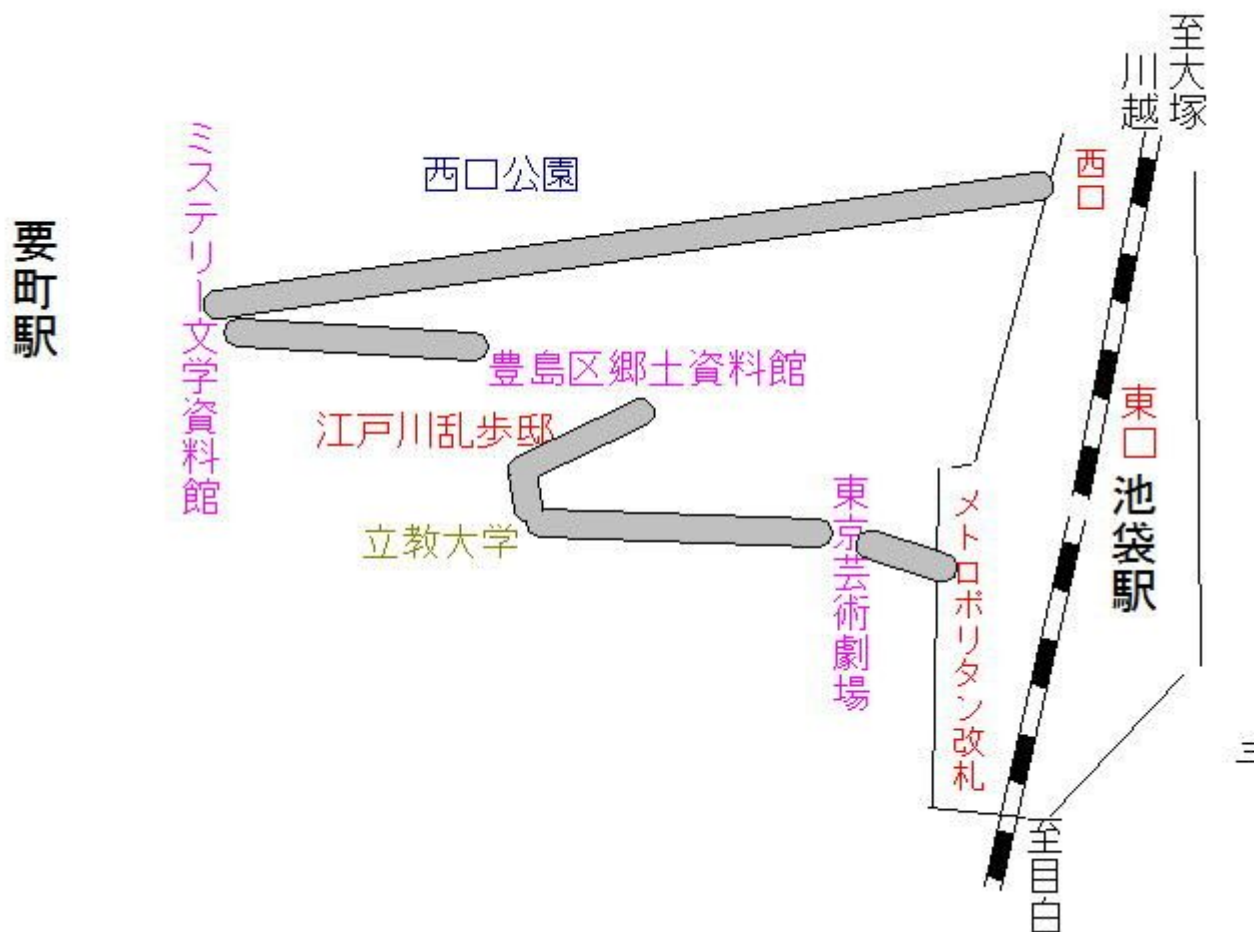 至大塚
川越
西口
西口公園
ミステリー文学資料館
要町駅
豊島区郷土資料館
東口
江戸川乱歩邸
池袋駅
東京芸術劇場
メトロポリタン改札
立教大学
至目白